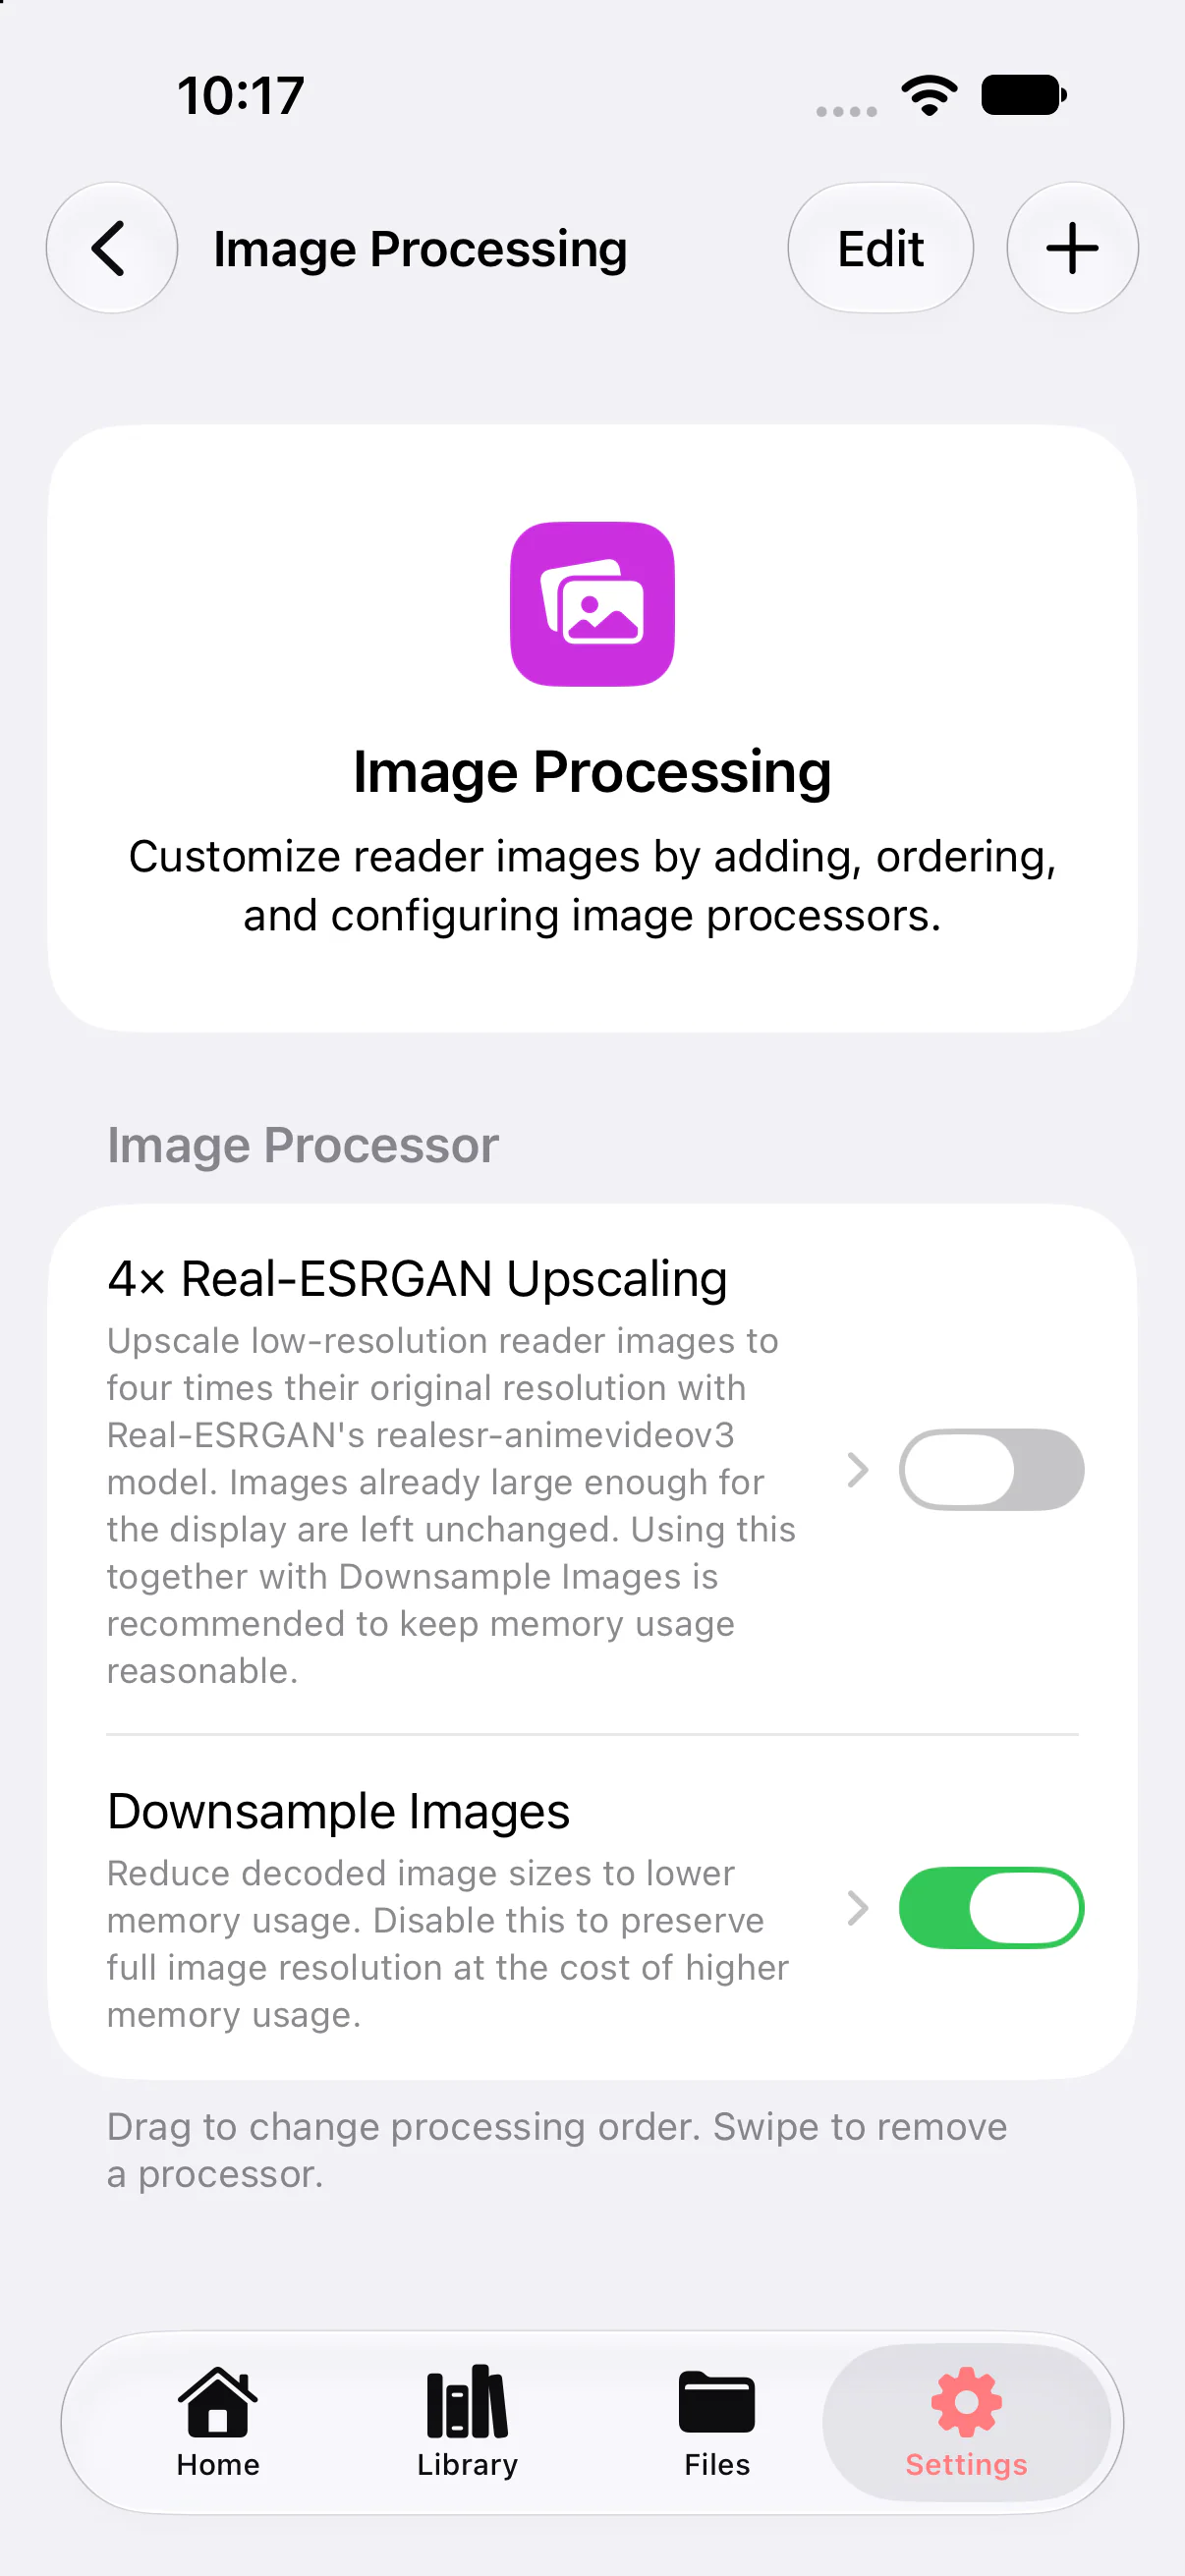 10:17
Image Processing
Edit
Image Processing
Customize reader images by adding, ordering,
and configuring image processors.
Image Processor
4× Real-ESRGAN Upscaling
Upscale low-resolution reader images to
four times their original resolution with
Real-ESRGAN's realesr-animevideov3
model. Images already large enough for
the display are left unchanged. Using this
together with Downsample Images is
recommended to keep memory usage
reasonable.
Downsample Images
Reduce decoded image sizes to lower
memory usage. Disable this to preserve
full image resolution at the cost of higher
memory usage.
Drag to change processing order. Swipe to remove
a processor.
Home
Library
Files
Settings